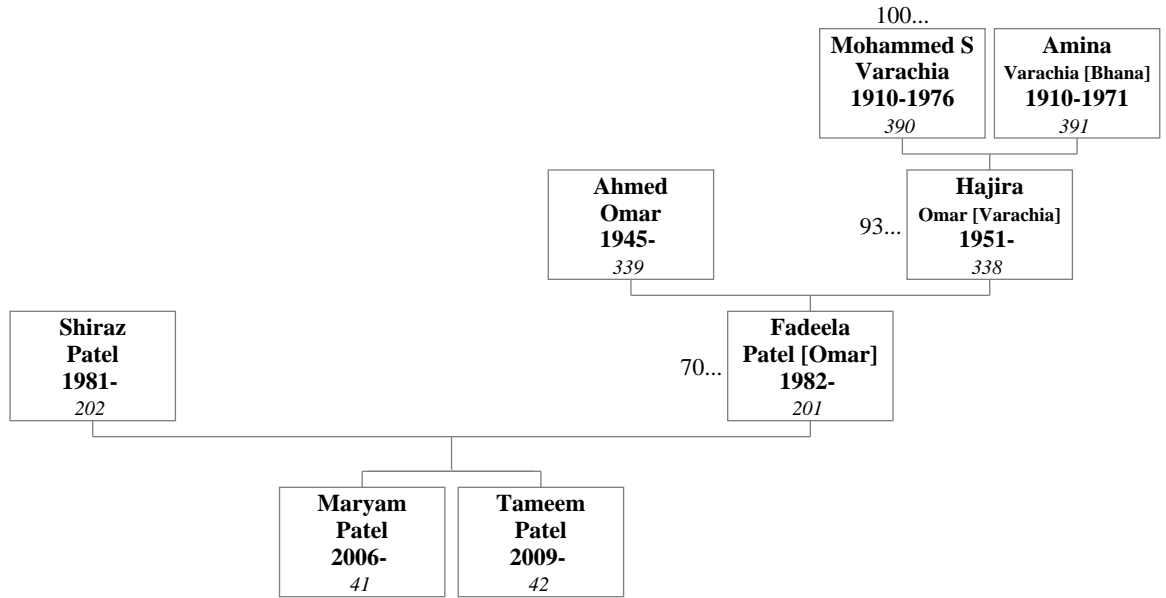 100...
Mohammed S
Varachia
1910-1976
390
Amina
Varachia [Bhana]
1910-1971
391
Ahmed
Omar
1945-
339
93...
Hajira
Omar [Varachia]
1951-
338
Shiraz
Patel
1981-
202
70...
Fadeela
Patel [Omar]
1982-
201
Maryam
Patel
2006-
41
Tameem
Patel
2009-
42